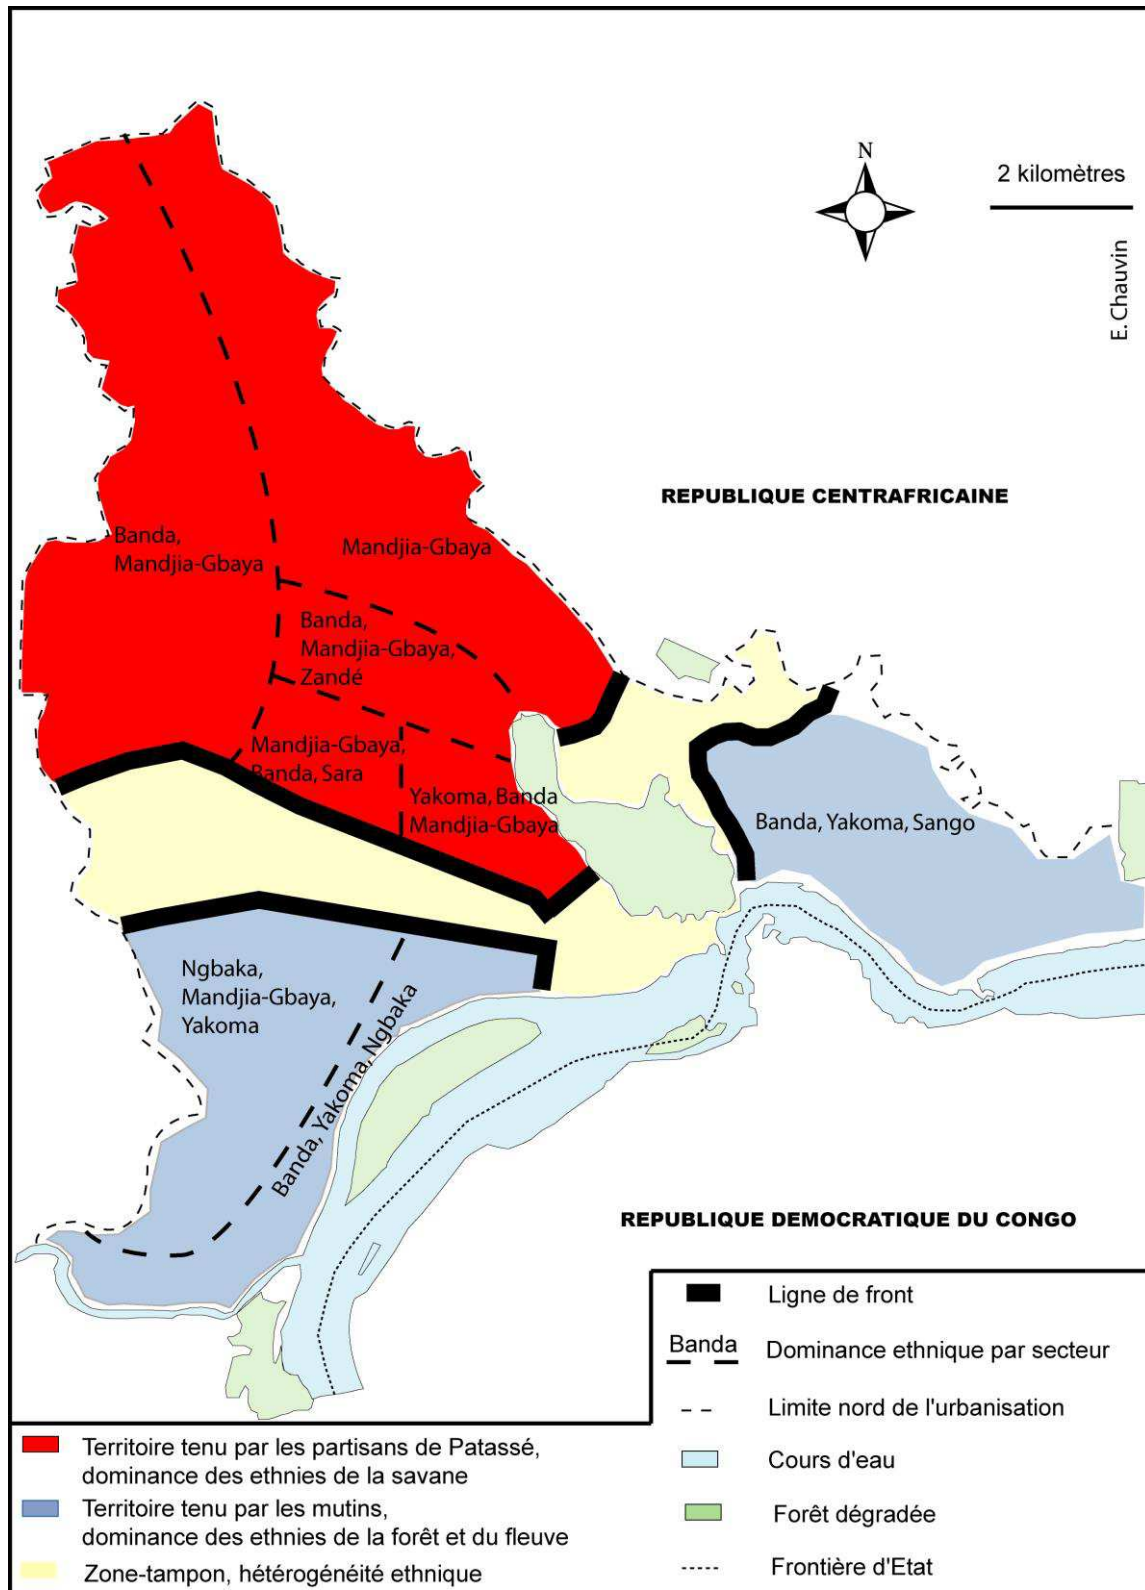 N
2 kilomètres
E. Chauvin
REPUBLIQUE CENTRAFRICAINE
Banda,
Mandjia-Gbaya
Mandjia-Gbaya
Banda,
Mandjia-Gbaya,
Zandé
Mandjia-Gbaya,
Banda, Sara
Yakoma, Banda
Mandjia-Gbaya
Banda, Yakoma, Sango
Ngbaka,
Mandjia-Gbaya,
Yakoma
Banda, Yakoma, Ngbaka
REPUBLIQUE DEMOCRATIQUE DU CONGO
Ligne de front
Banda
Dominance ethnique par secteur
Limite nord de l'urbanisation
Cours d'eau
Forêt dégradée
Frontière d'Etat
Territoire tenu par les partisans de Patassé,
dominance des ethnies de la savane
Territoire tenu par les mutins,
dominance des ethnies de la forêt et du fleuve
Zone-tampon, hétérogénéité ethnique